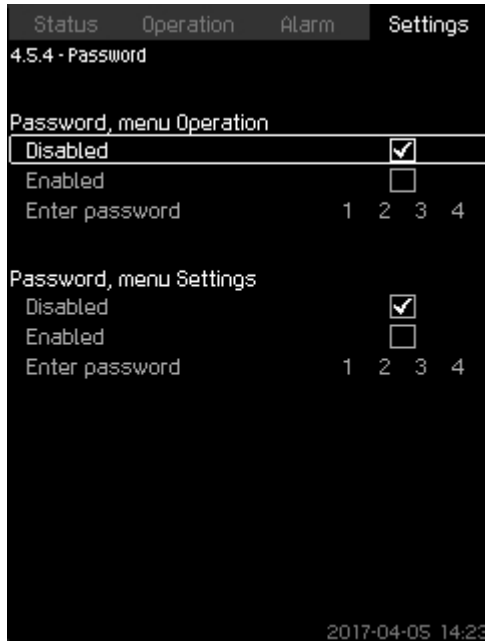 Status Operation Alarm Settings
4.5.4 - Password
Password, menu Operation
Disabled
Enabled
Enter password 1 2 3 4
Password, menu Settings
Disabled
Enabled
Enter password 1 2 3 4
2017-04-05 14:23